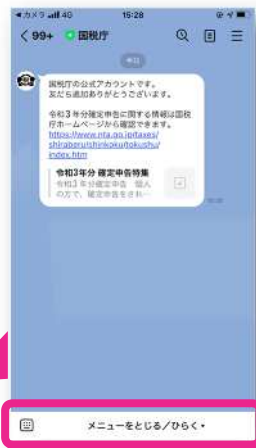 ◀カメラ 4G 15:28
99+ 国税庁
今日
国税庁の公式アカウントです。
友だち追加ありがとうございます。
令和3年分確定申告に関する情報は国税
庁ホームページから確認できます。
https://www.nta.go.jp/taxes/
shiraberu/shinkoku/tokushu/
index.htm
令和3年分 確定申告特集
令和3年分確定申告 個人
の方で、確定申告をされ…
メニューをとじる/ひらく▾